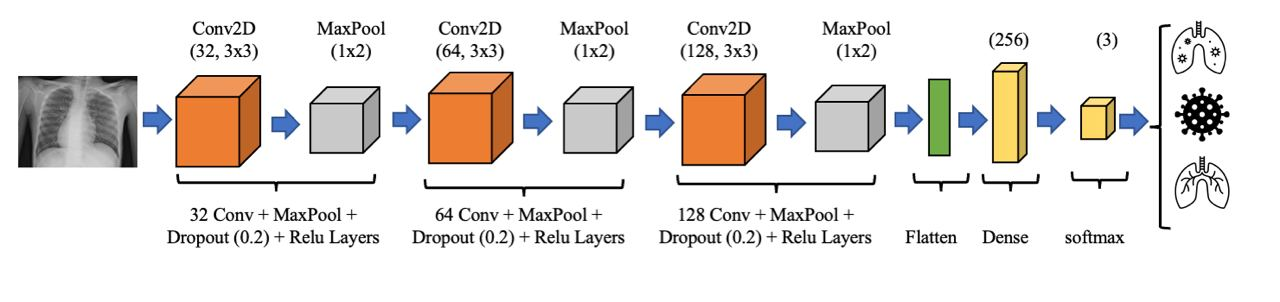 Conv2D
(32, 3x3)
MaxPool
(1x2)
Conv2D
(64, 3x3)
MaxPool
(1x2)
Conv2D
(128, 3x3)
MaxPool
(1x2)
(256)
(3)
32 Conv + MaxPool +
Dropout (0.2) + Relu Layers
64 Conv + MaxPool +
Dropout (0.2) + Relu Layers
128 Conv + MaxPool +
Dropout (0.2) + Relu Layers
Flatten
Dense
softmax